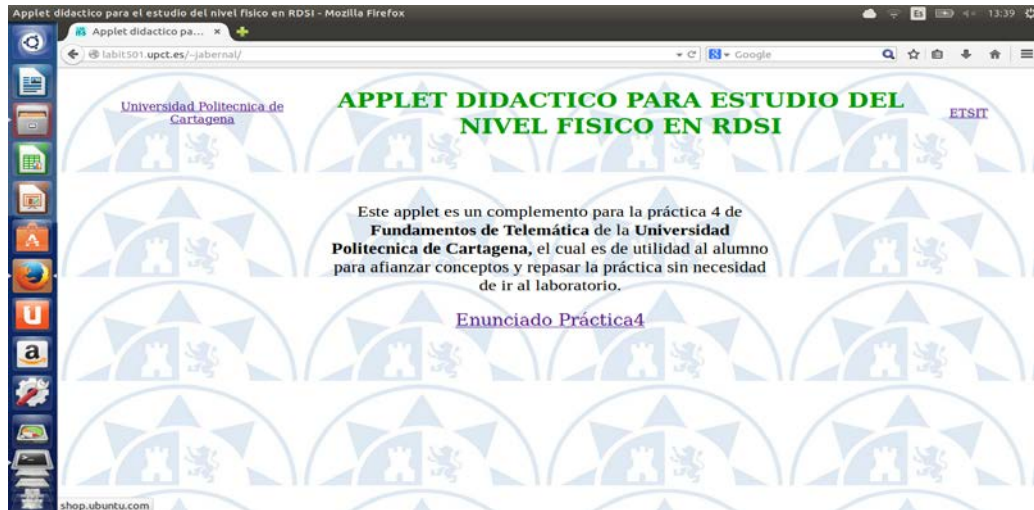 Applet didactico para el estudio del nivel fisico en RDSI - Mozilla Firefox
Es
13:39
Applet didactico pa... ×
labit501.upct.es/~jabernal/
Google
Universidad Politecnica de
Cartagena
APPLET DIDACTICO PARA ESTUDIO DEL
NIVEL FISICO EN RDSI
ETSIT
Este applet es un complemento para la práctica 4 de
Fundamentos de Telemática de la Universidad
Politecnica de Cartagena, el cual es de utilidad al alumno
para afianzar conceptos y repasar la práctica sin necesidad
de ir al laboratorio.
Enunciado Práctica4
shop.ubuntu.com